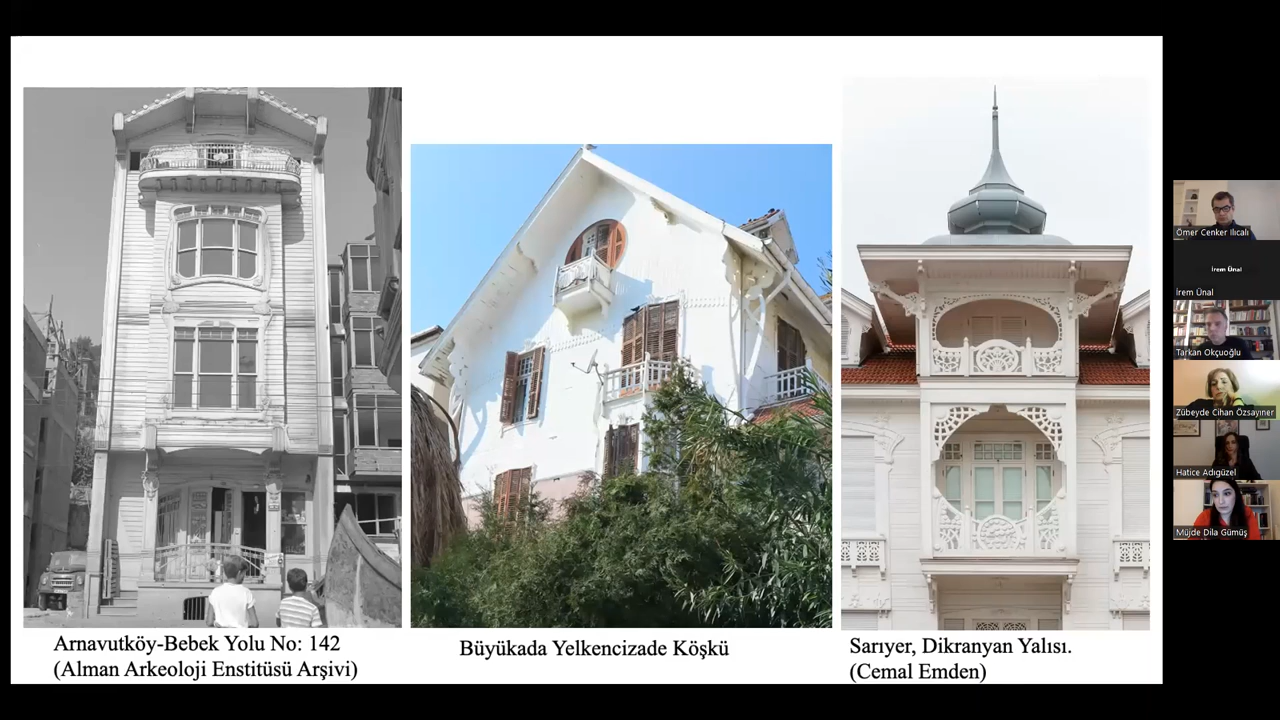 Arnavutköy-Bebek Yolu No: 142
(Alman Arkeoloji Enstitüsü Arşivi)
Büyükada Yelkencizade Köşkü
Sarıyer, Dikranyan Yalısı.
(Cemal Emden)
Ömer Cenker Ilıcalı
İrem Ünal
İrem Ünal
Tarkan Okçuoğlu
Zübeyde Cihan Özsayıner
Hatice Adıgüzel
Müjde Dila Gümüş